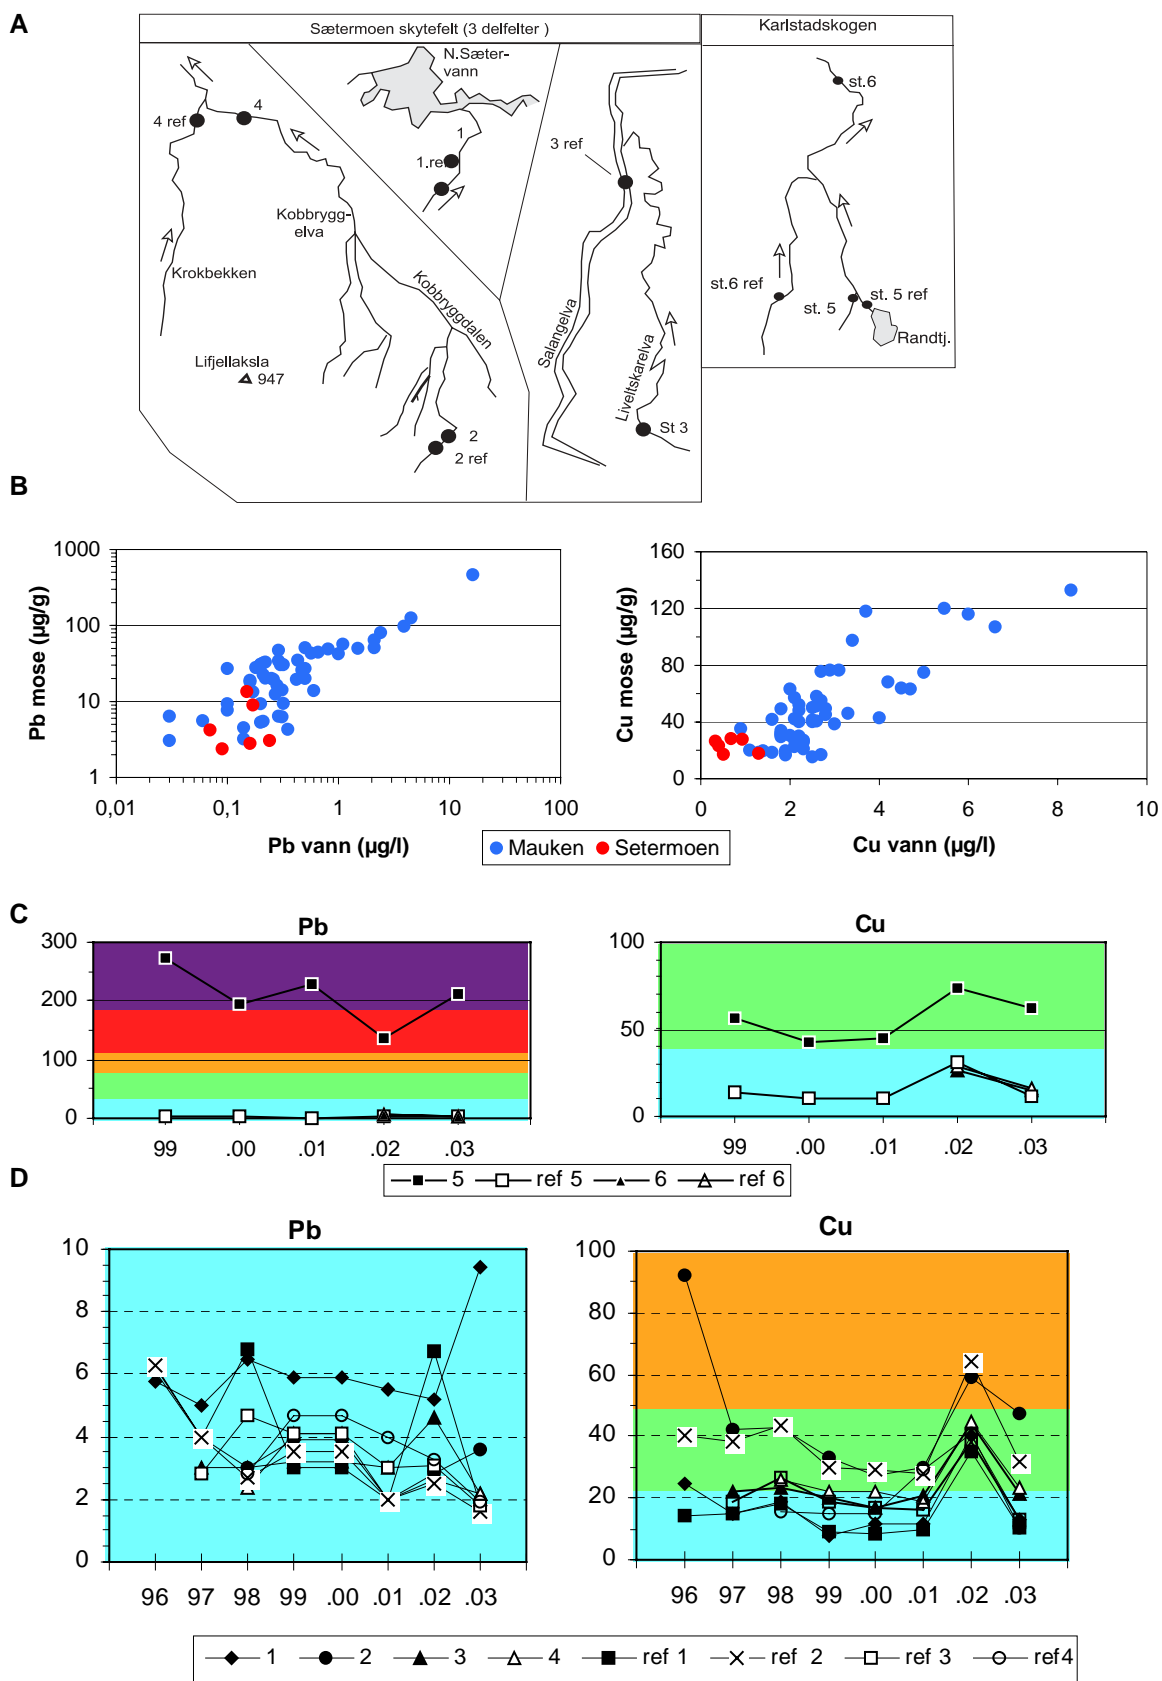 A
Sætermoen skytefelt (3 delfelter )
Karlstadskogen
N.Sæter-
vann
st.6
4
4 ref
1
1.ref
3 ref
Kobbrygg-
elva
Krokbekken
Kobbryggdalen
Salangelva
Liveltskarelva
st.6 ref
st. 5
st. 5 ref
Randtj.
Lifjellaksla
947
2
2 ref
St 3
B
Pb mose (µg/g)
1000
100
10
1
0,01
0,1
1
10
100
Pb vann (µg/l)
Cu mose (µg/g)
160
120
80
40
0
0
2
4
6
8
10
Cu vann (µg/l)
Mauken
Setermoen
C
Pb
300
200
100
0
99
.00
.01
.02
.03
Cu
100
50
0
99
.00
.01
.02
.03
5
ref 5
6
ref 6
D
Pb
10
8
6
4
2
0
96
97
98
99
.00
.01
.02
.03
Cu
100
80
60
40
20
0
96
97
98
99
.00
.01
.02
.03
1
2
3
4
ref 1
ref 2
ref 3
ref4